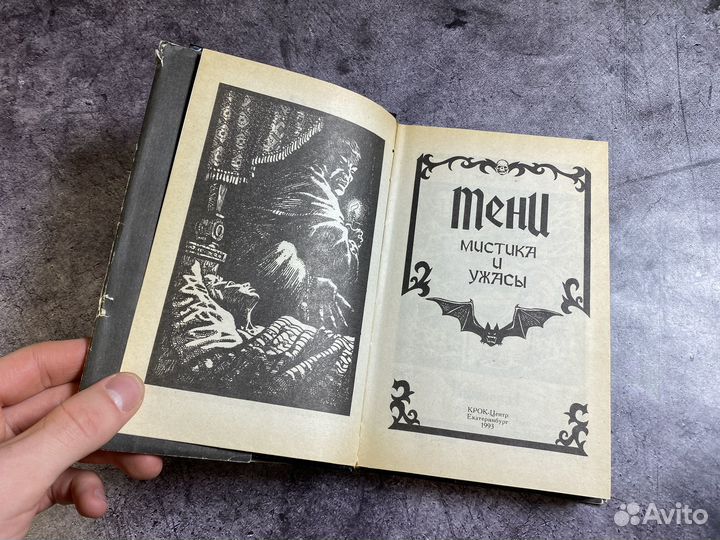 Тени
МИСТИКА
И
УЖАСЫ
КРОК-Центр
Екатеринбург
1993
Avito